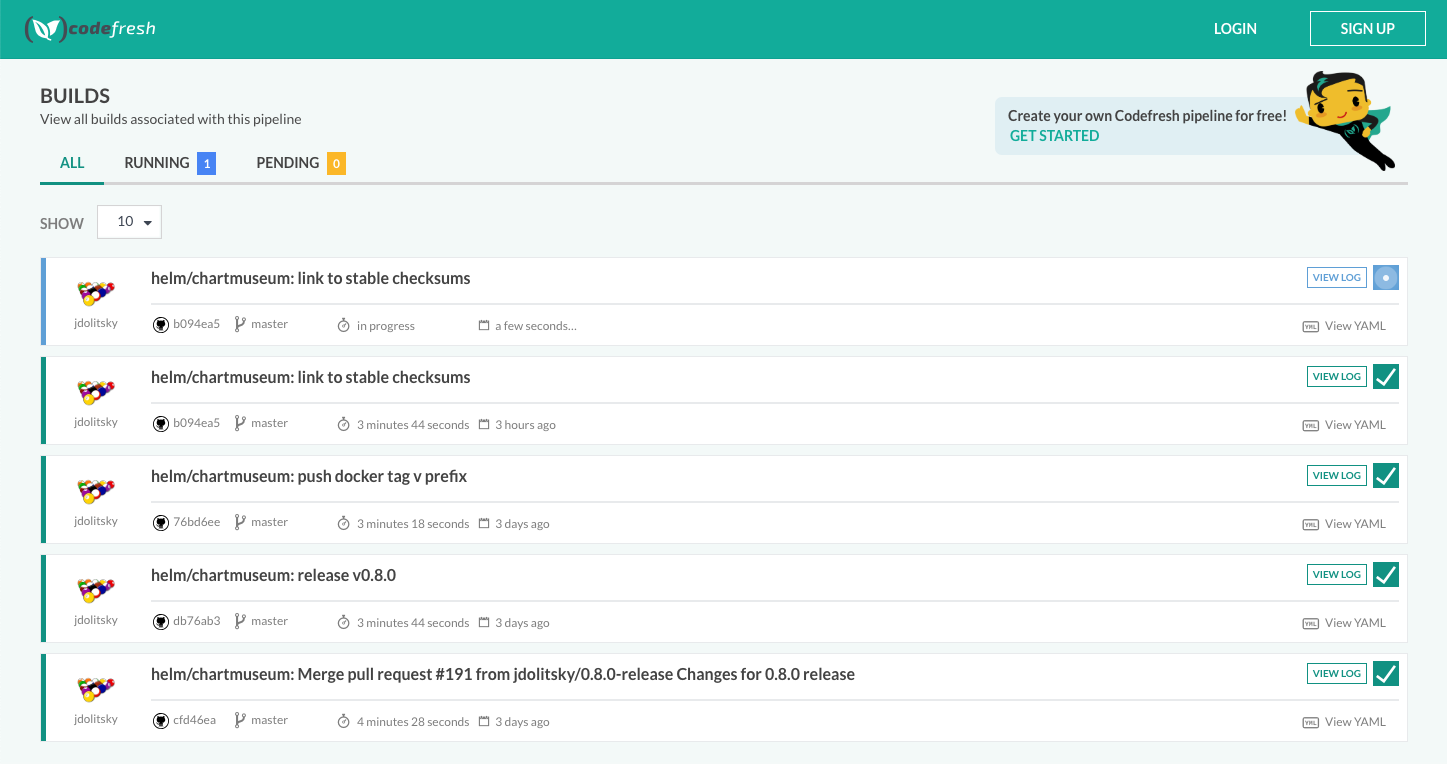 codefresh
LOGIN
SIGN UP
BUILDS
View all builds associated with this pipeline
Create your own Codefresh pipeline for free!
GET STARTED
ALL
RUNNING 1
PENDING 0
SHOW 10
helm/chartmuseum: link to stable checksums
VIEW LOG
jdolitsky
b094ea5 master in progress a few seconds... YML View YAML
helm/chartmuseum: link to stable checksums
VIEW LOG
jdolitsky
b094ea5 master 3 minutes 44 seconds 3 hours ago YML View YAML
helm/chartmuseum: push docker tag v prefix
VIEW LOG
jdolitsky
76bd6ee master 3 minutes 18 seconds 3 days ago YML View YAML
helm/chartmuseum: release v0.8.0
VIEW LOG
jdolitsky
db76ab3 master 3 minutes 44 seconds 3 days ago YML View YAML
helm/chartmuseum: Merge pull request #191 from jdolitsky/0.8.0-release Changes for 0.8.0 release
VIEW LOG
jdolitsky
cfd46ea master 4 minutes 28 seconds 3 days ago YML View YAML